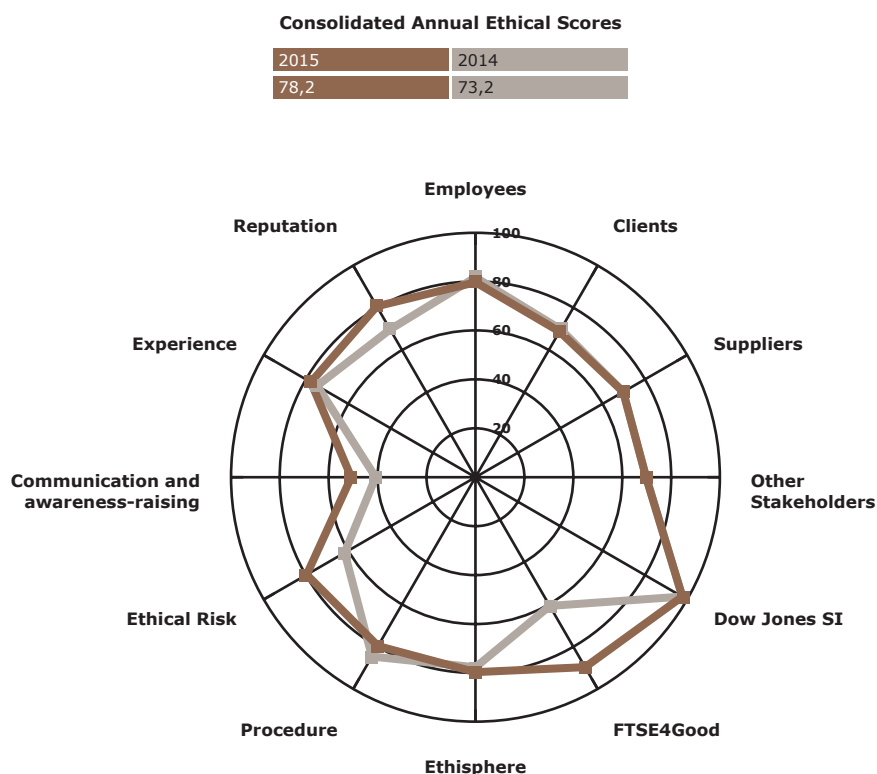 Consolidated Annual Ethical Scores
2015 2014
78,2 73,2
Employees
Reputation
Clients
100
80
Experience
60
Suppliers
40
20
Communication and
awareness-raising
Other
Stakeholders
Ethical Risk
Dow Jones SI
Procedure
FTSE4Good
Ethisphere